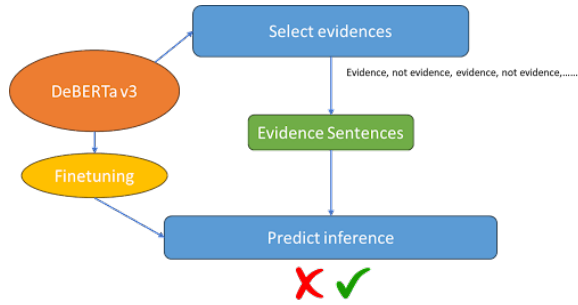 Select evidences
Evidence, not evidence, evidence, not evidence,......
DeBERTa v3
Evidence Sentences
Finetuning
Predict inference